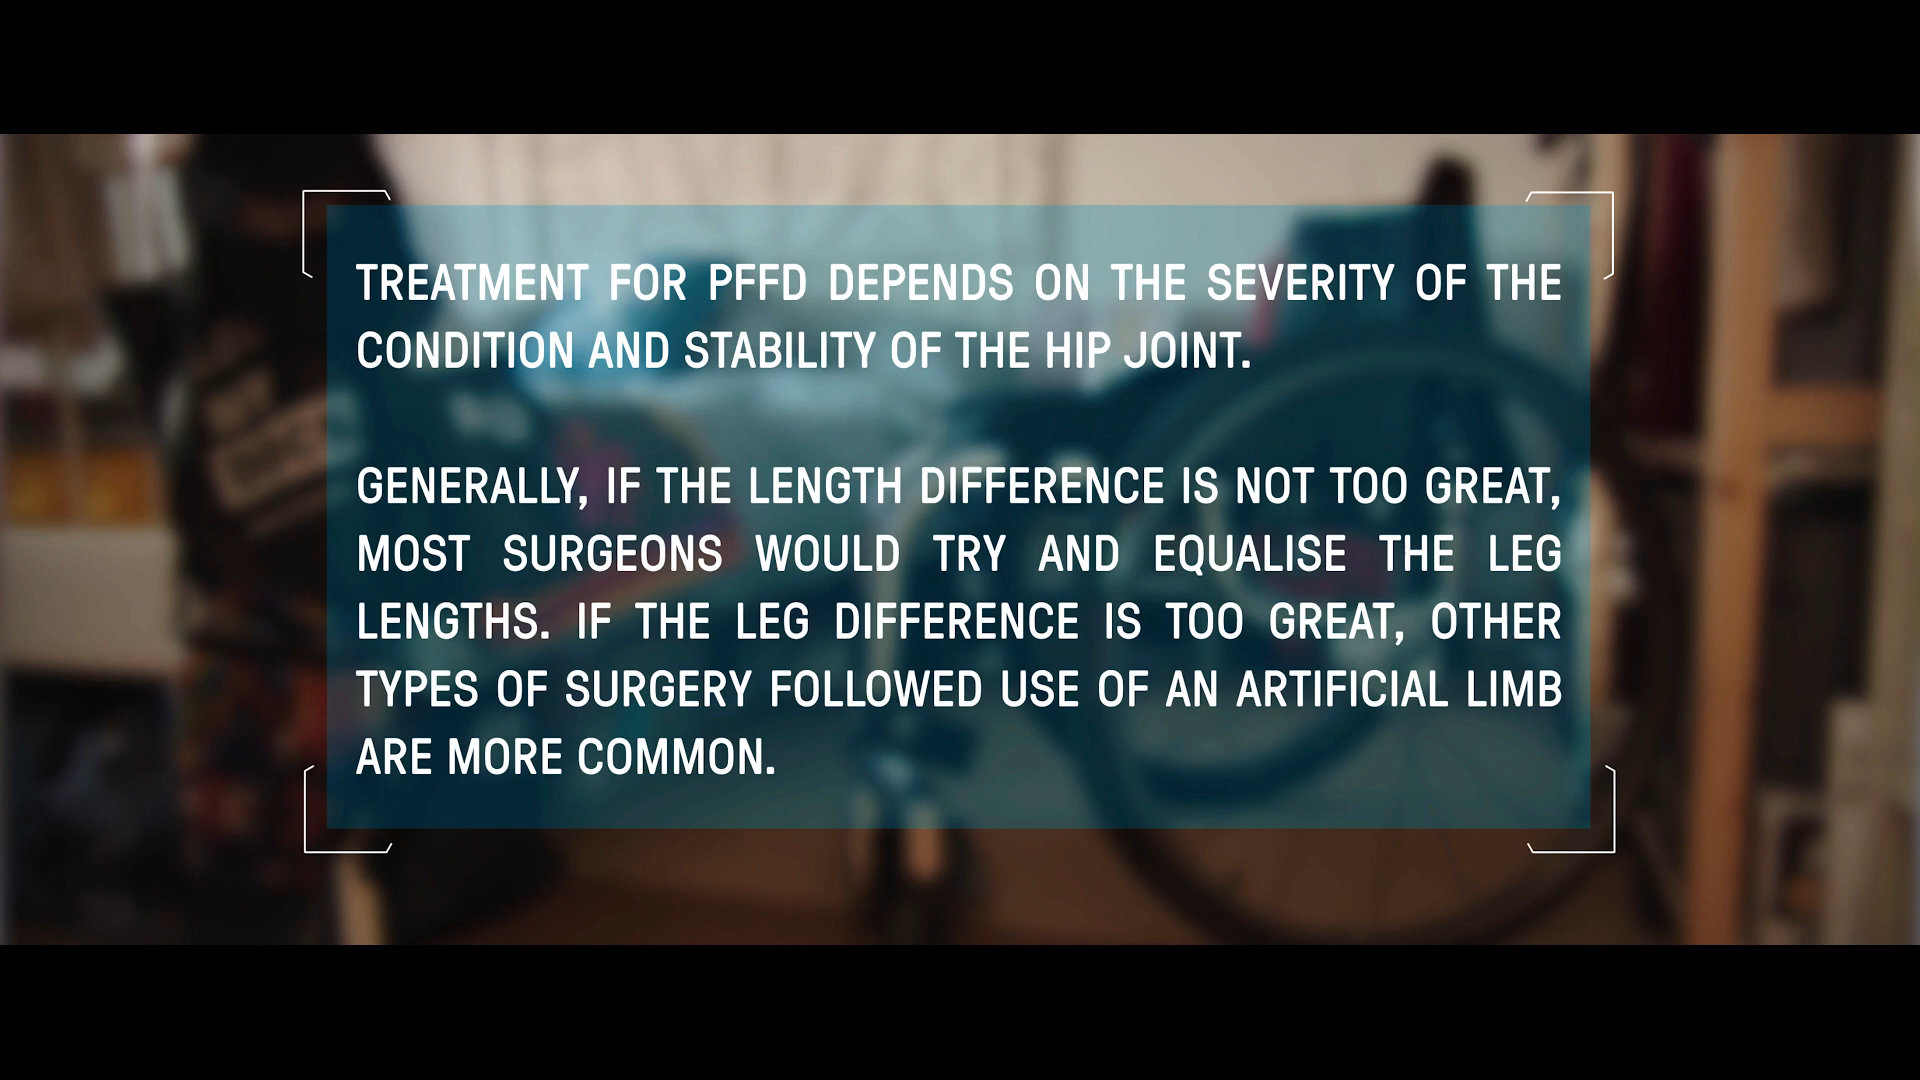 TREATMENT FOR PFFD DEPENDS ON THE SEVERITY OF THE
CONDITION AND STABILITY OF THE HIP JOINT.
GENERALLY, IF THE LENGTH DIFFERENCE IS NOT TOO GREAT,
MOST SURGEONS WOULD TRY AND EQUALISE THE LEG
LENGTHS. IF THE LEG DIFFERENCE IS TOO GREAT, OTHER
TYPES OF SURGERY FOLLOWED USE OF AN ARTIFICIAL LIMB
ARE MORE COMMON.